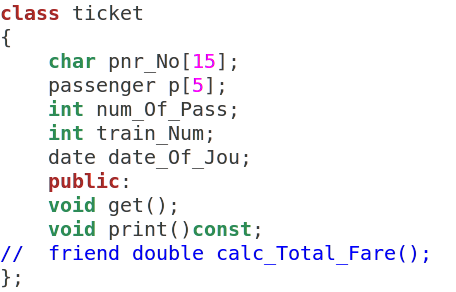 class ticket
{
    char pnr_No[15];
    passenger p[5];
    int num_Of_Pass;
    int train_Num;
    date date_Of_Jou;
    public:
    void get();
    void print()const;
//  friend double calc_Total_Fare();
};